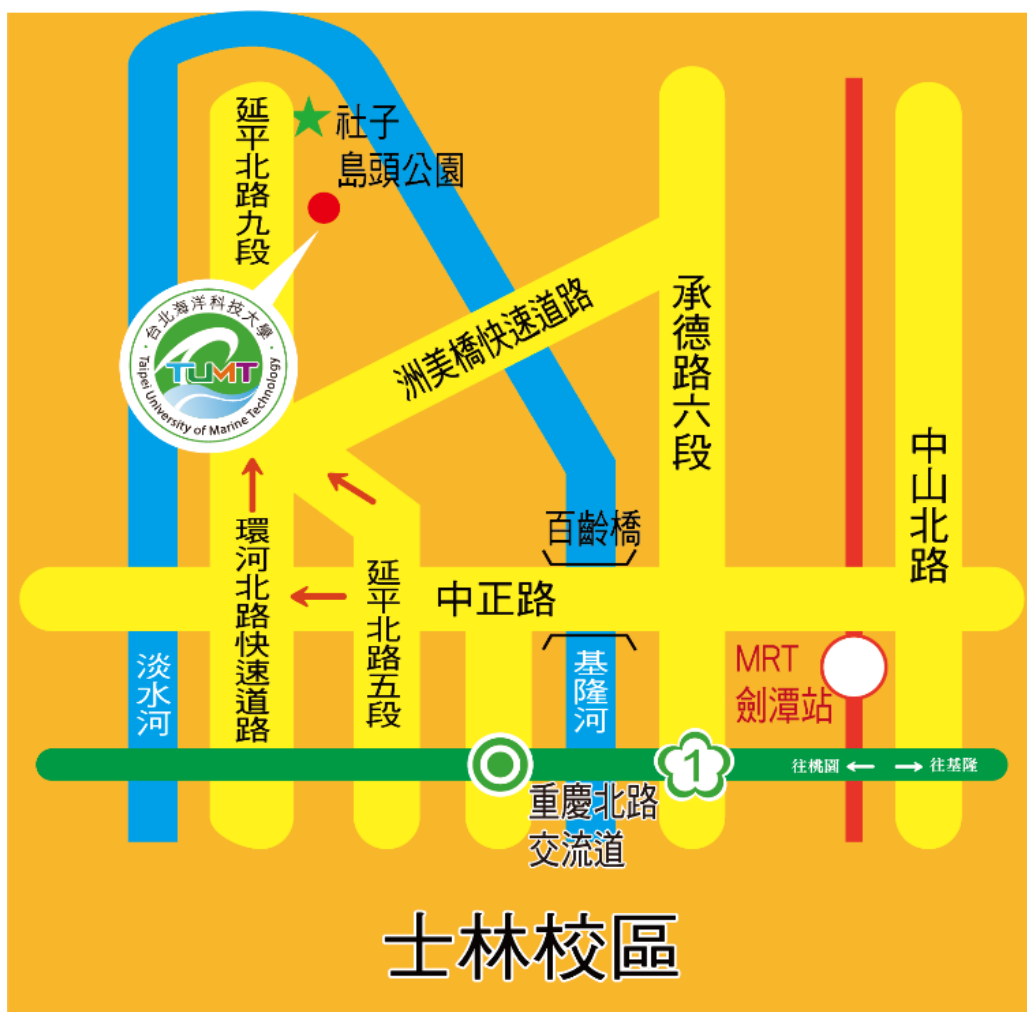 社子
島頭公園
延平北路九段
·台北海洋科技大學·
TUMT
Taipei University of Marine Technology
洲美橋快速道路
承德路六段
中山北路
百齡橋
環河北路快速道路
延平北路五段
中正路
淡水河
基隆河
MRT
劍潭站
1
往桃園 ← → 往基隆
重慶北路
交流道
士林校區